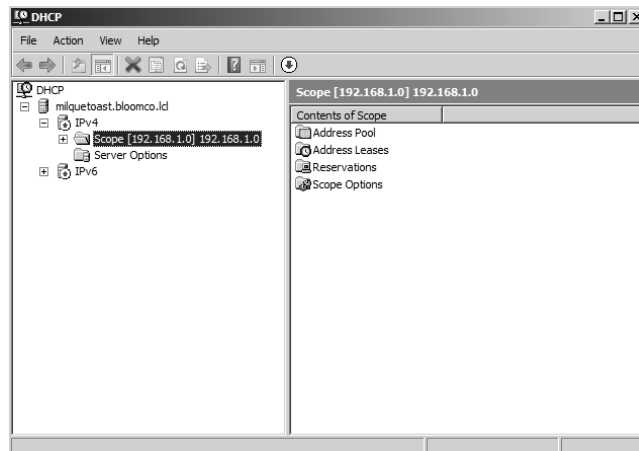 DHCP
File Action View Help
DHCP
milquetoast.bloomco.lcl
IPv4
Scope [192.168.1.0] 192.168.1.0
Server Options
IPv6
Scope [192.168.1.0] 192.168.1.0
Contents of Scope
Address Pool
Address Leases
Reservations
Scope Options